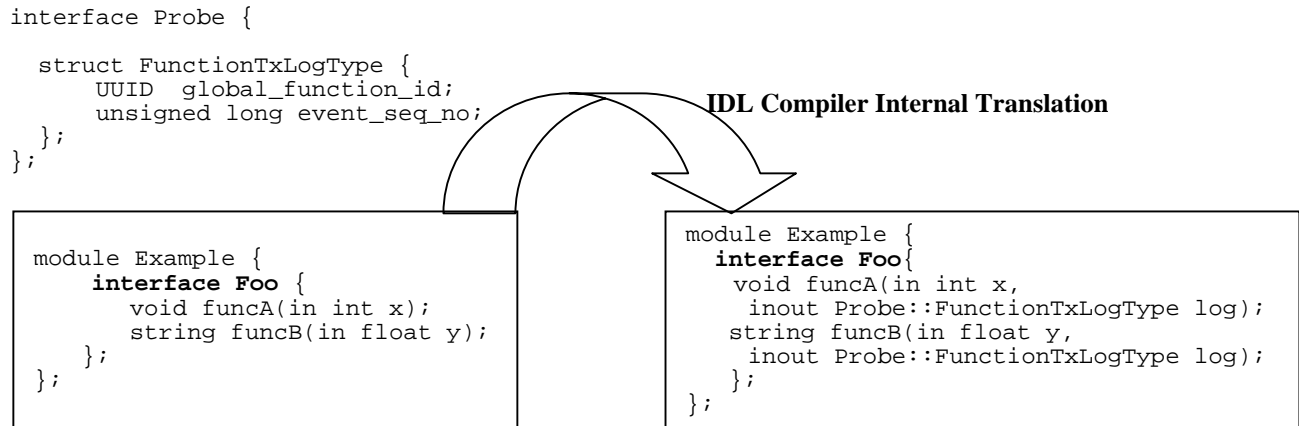 interface Probe {
struct FunctionTxLogType {
UUID global_function_id;
unsigned long event_seq_no;
};
};
IDL Compiler Internal Translation
module Example {
interface Foo {
void funcA(in int x);
string funcB(in float y);
};
};
module Example {
interface Foo{
void funcA(in int x,
inout Probe::FunctionTxLogType log);
string funcB(in float y,
inout Probe::FunctionTxLogType log);
};
};